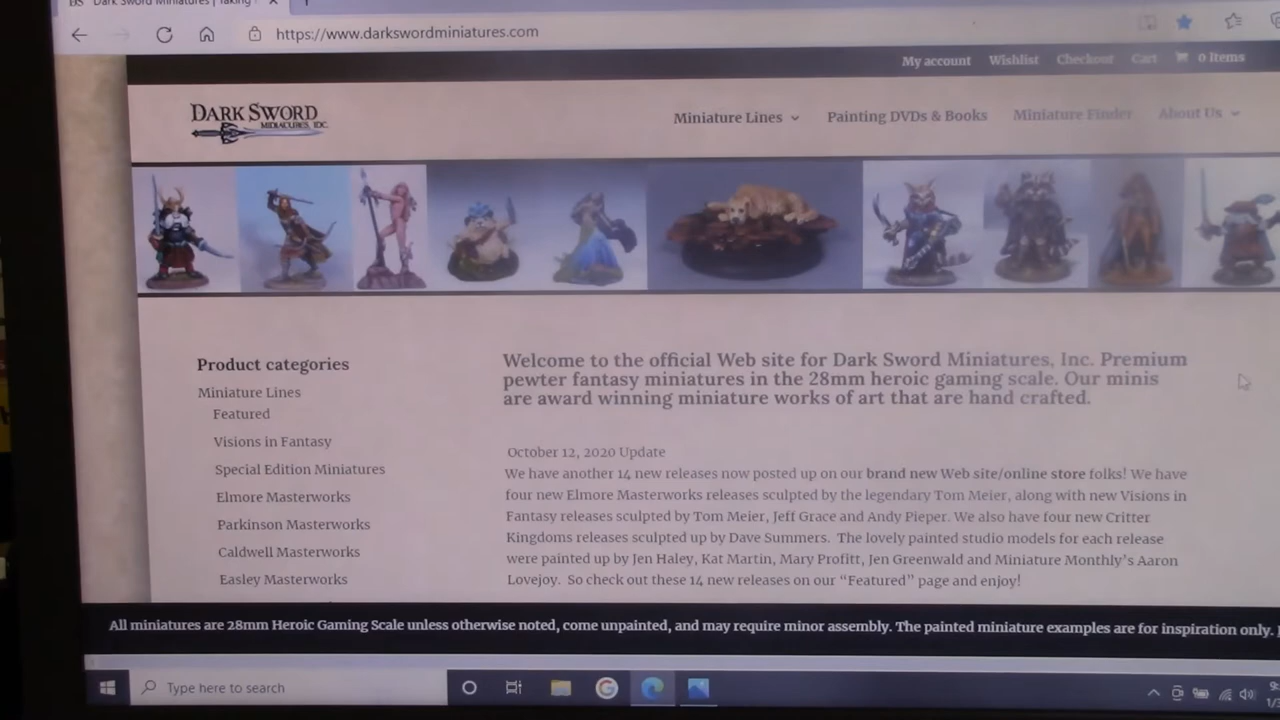 Dark Sword Miniatures | Taking
https://www.darkswordminiatures.com
My account Wishlist Checkout Cart 0 Items
DARK SWORD
MINIATURES, INC.
Miniature Lines Painting DVDs & Books Miniature Finder About Us
Product categories
Miniature Lines
Featured
Visions in Fantasy
Special Edition Miniatures
Elmore Masterworks
Parkinson Masterworks
Caldwell Masterworks
Easley Masterworks
Welcome to the official Web site for Dark Sword Miniatures, Inc. Premium
pewter fantasy miniatures in the 28mm heroic gaming scale. Our minis
are award winning miniature works of art that are hand crafted.
October 12, 2020 Update
We have another 14 new releases now posted up on our brand new Web site/online store folks! We have
four new Elmore Masterworks releases sculpted by the legendary Tom Meier, along with new Visions in
Fantasy releases sculpted by Tom Meier, Jeff Grace and Andy Pieper. We also have four new Critter
Kingdoms releases sculpted up by Dave Summers. The lovely painted studio models for each release
were painted up by Jen Haley, Kat Martin, Mary Profitt, Jen Greenwald and Miniature Monthly's Aaron
Lovejoy. So check out these 14 new releases on our "Featured" page and enjoy!
All miniatures are 28mm Heroic Gaming Scale unless otherwise noted, come unpainted, and may require minor assembly. The painted miniature examples are for inspiration only.
Type here to search